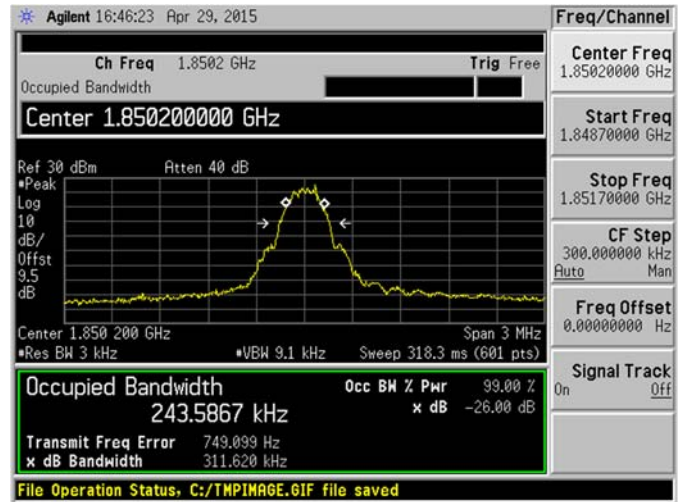 Agilent 16:46:23 Apr 29, 2015
Freq/Channel
Ch Freq 1.8502 GHz Trig Free
Occupied Bandwidth
Center 1.850200000 GHz
Ref 30 dBm Atten 40 dB
#Peak
Log
10
dB/
Offst
9.5
dB
Center 1.850 200 GHz Span 3 MHz
#Res BW 3 kHz #VBW 9.1 kHz Sweep 318.3 ms (601 pts)
Occupied Bandwidth Occ BW % Pwr 99.00 %
243.5867 kHz x dB -26.00 dB
Transmit Freq Error 749.099 Hz
x dB Bandwidth 311.620 kHz
File Operation Status, C:/TMPIMAGE.GIF file saved
Center Freq
1.85020000 GHz
Start Freq
1.84870000 GHz
Stop Freq
1.85170000 GHz
CF Step
300.000000 kHz
Auto Man
Freq Offset
0.00000000 Hz
Signal Track
On Off